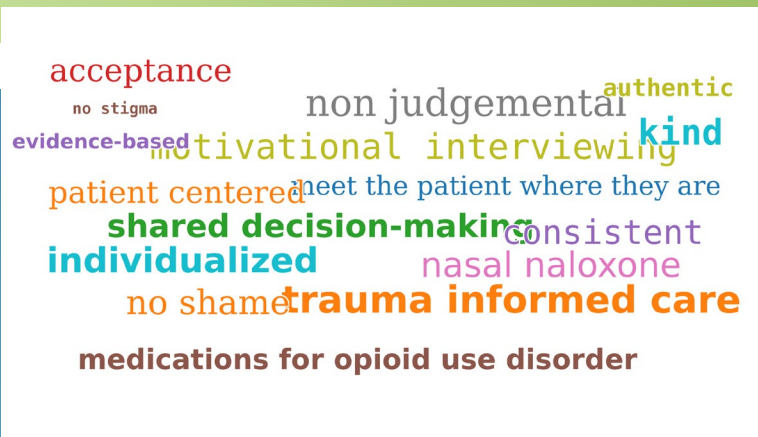 acceptance
authentic
non judgemental
no stigma
kind
evidence-based
motivational interviewing
meet the patient where they are
patient centered
shared decision-making
consistent
individualized
nasal naloxone
no shame
trauma informed care
medications for opioid use disorder